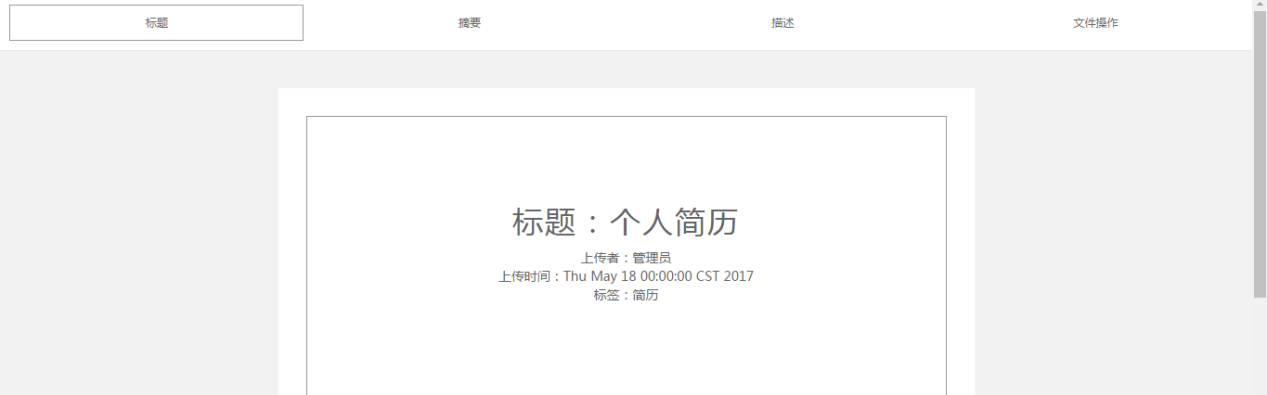 标题
摘要
描述
文件操作
标题：个人简历
上传者：管理员
上传时间：Thu May 18 00:00:00 CST 2017
标签：简历